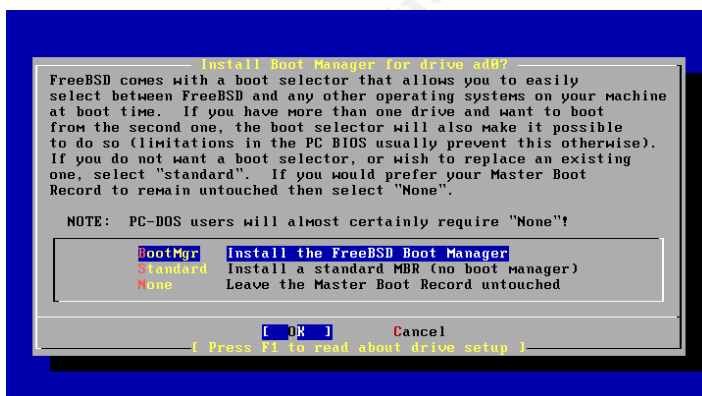 Install Boot Manager for drive ad0?
FreeBSD comes with a boot selector that allows you to easily
select between FreeBSD and any other operating systems on your machine
at boot time.  If you have more than one drive and want to boot
from the second one, the boot selector will also make it possible
to do so (limitations in the PC BIOS usually prevent this otherwise).
If you do not want a boot selector, or wish to replace an existing
one, select "standard".  If you would prefer your Master Boot
Record to remain untouched then select "None".
NOTE:  PC-DOS users will almost certainly require "None"!
BootMgr   Install the FreeBSD Boot Manager
Standard  Install a standard MBR (no boot manager)
None      Leave the Master Boot Record untouched
[  OK  ]       Cancel
[ Press F1 to read about drive setup ]